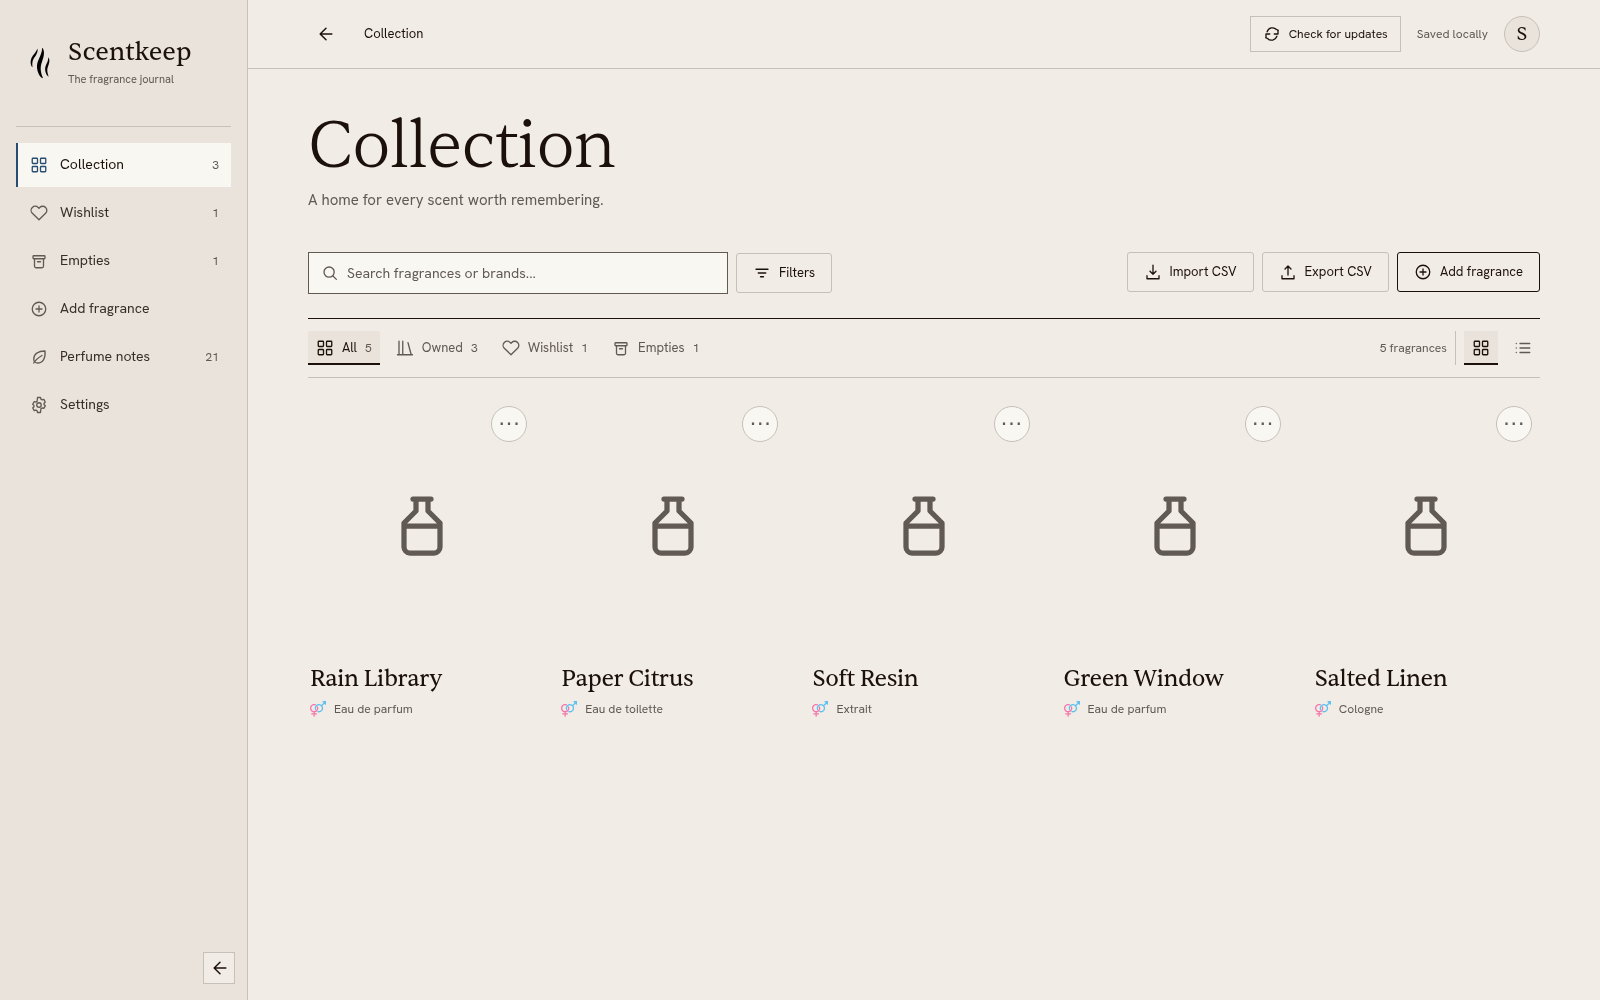 Scentkeep
The fragrance journal
Collection 3
Wishlist 1
Empties 1
Add fragrance
Perfume notes 21
Settings
Collection
Check for updates
Saved locally
S
Collection
A home for every scent worth remembering.
Search fragrances or brands...
Filters
Import CSV
Export CSV
Add fragrance
All 5
Owned 3
Wishlist 1
Empties 1
5 fragrances
Rain Library
Eau de parfum
Paper Citrus
Eau de toilette
Soft Resin
Extrait
Green Window
Eau de parfum
Salted Linen
Cologne